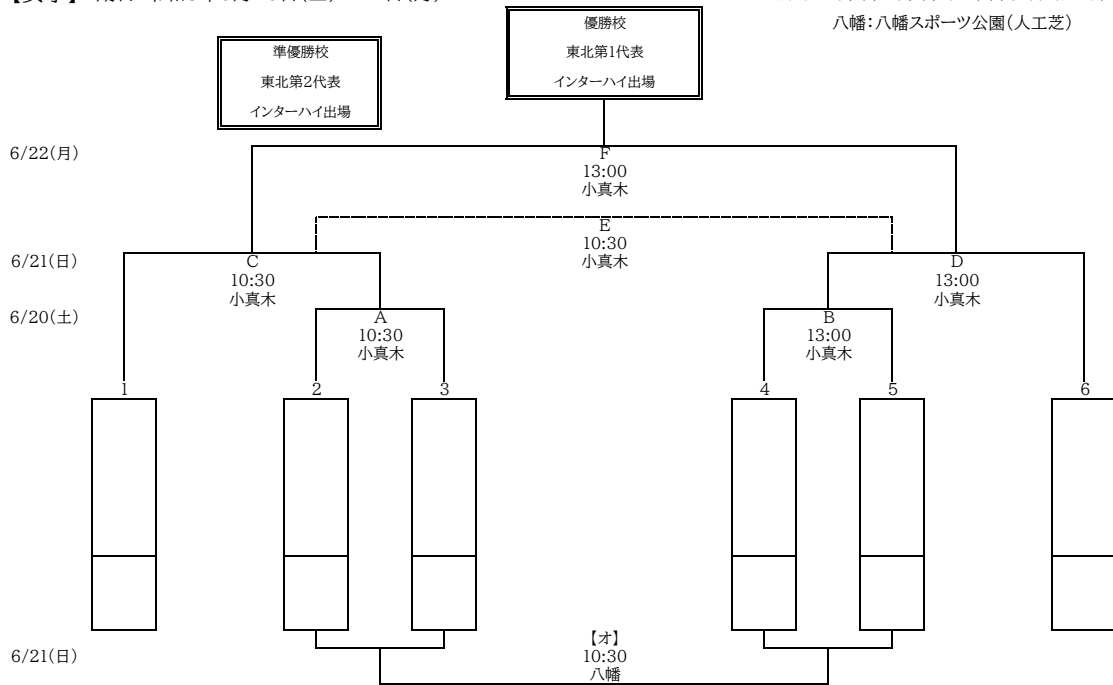 八幡：八幡スポーツ公園(人工芝)
準優勝校
東北第2代表
インターハイ出場
優勝校
東北第1代表
インターハイ出場
6/22(月)
F
13:00
小真木
E
10:30
小真木
6/21(日)
C
10:30
小真木
D
13:00
小真木
6/20(土)
A
10:30
小真木
B
13:00
小真木
1
2
3
4
5
6
6/21(日)
【オ】
10:30
八幡